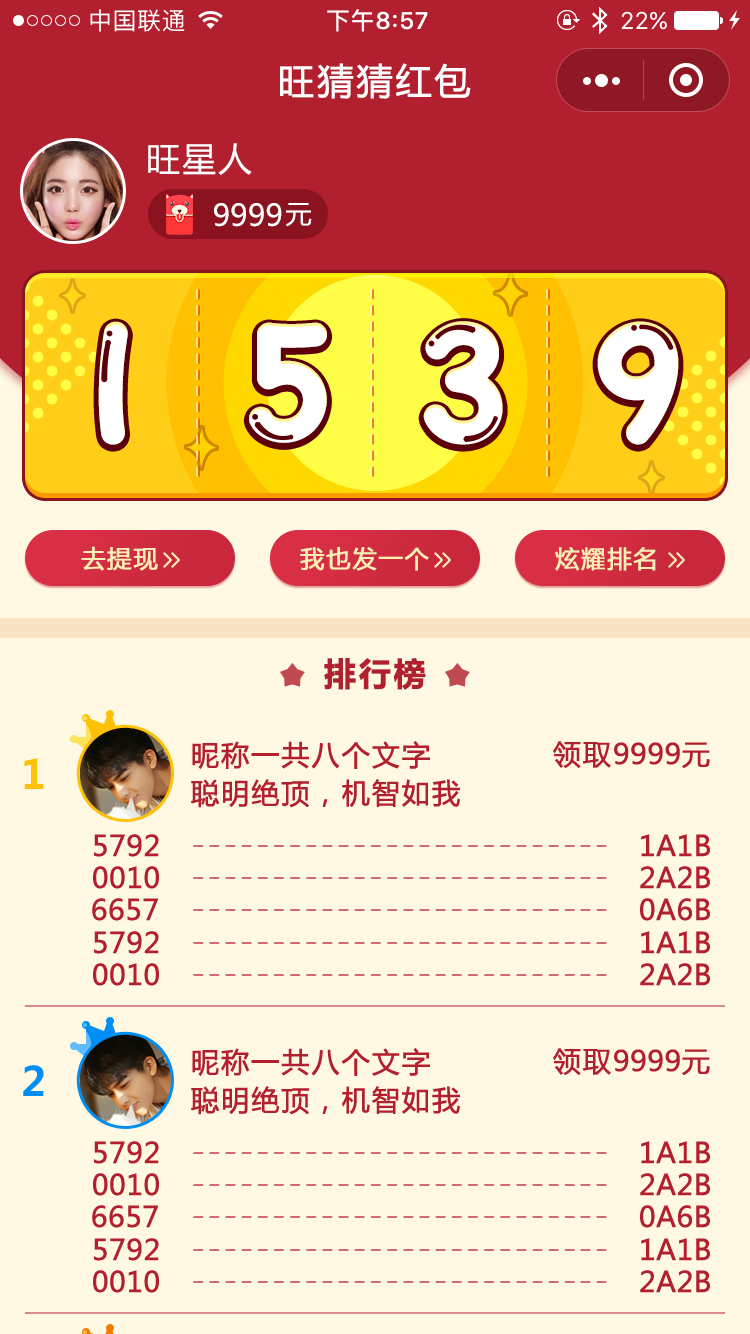 中国联通 下午8:57 22%
旺猜猜红包
旺星人
9999元
1 5 3 9
去提现 我也发一个 炫耀排名
排行榜
1 昵称一共八个文字 领取9999元
聪明绝顶，机智如我
5792 1A1B
0010 2A2B
6657 0A6B
5792 1A1B
0010 2A2B
2 昵称一共八个文字 领取9999元
聪明绝顶，机智如我
5792 1A1B
0010 2A2B
6657 0A6B
5792 1A1B
0010 2A2B